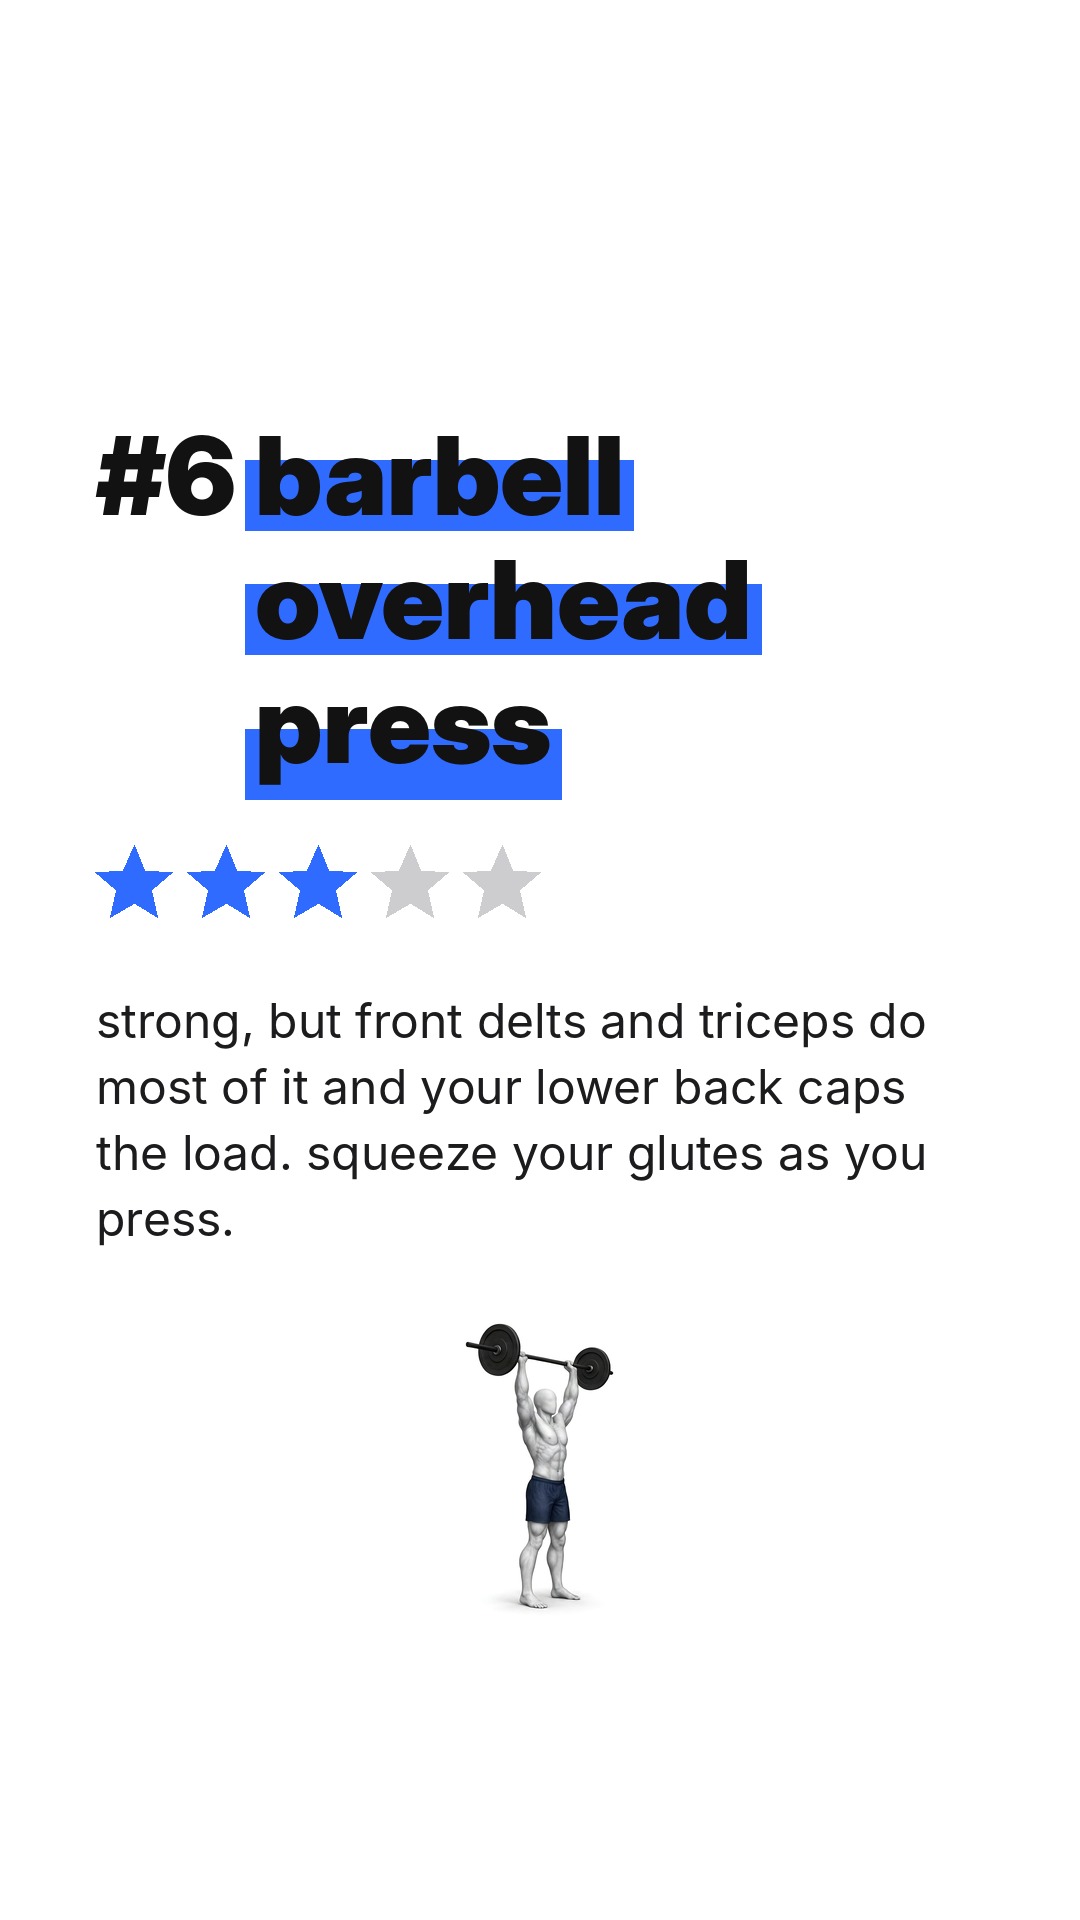 #6 barbell
overhead
press
strong, but front delts and triceps do
most of it and your lower back caps
the load. squeeze your glutes as you
press.